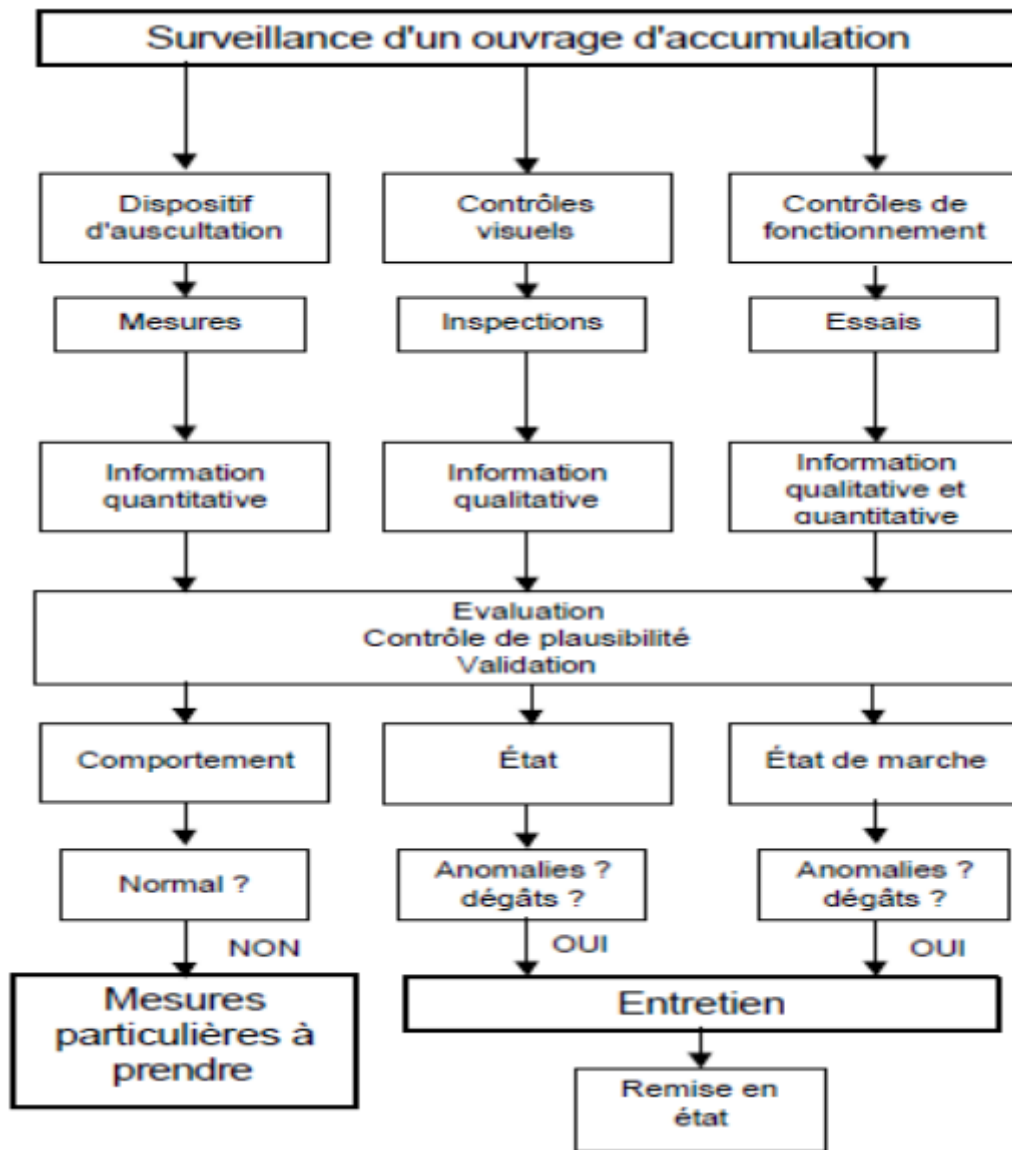 Surveillance d'un ouvrage d'accumulation
Dispositif
d'auscultation
Contrôles
visuels
Contrôles de
fonctionnement
Mesures
Inspections
Essais
Information
quantitative
Information
qualitative
Information
qualitative et
quantitative
Evaluation
Contrôle de plausibilité
Validation
Comportement
État
État de marche
Normal ?
Anomalies ?
dégâts ?
Anomalies ?
dégâts ?
NON
OUI
OUI
Mesures
particulières à
prendre
Entretien
Remise en
état